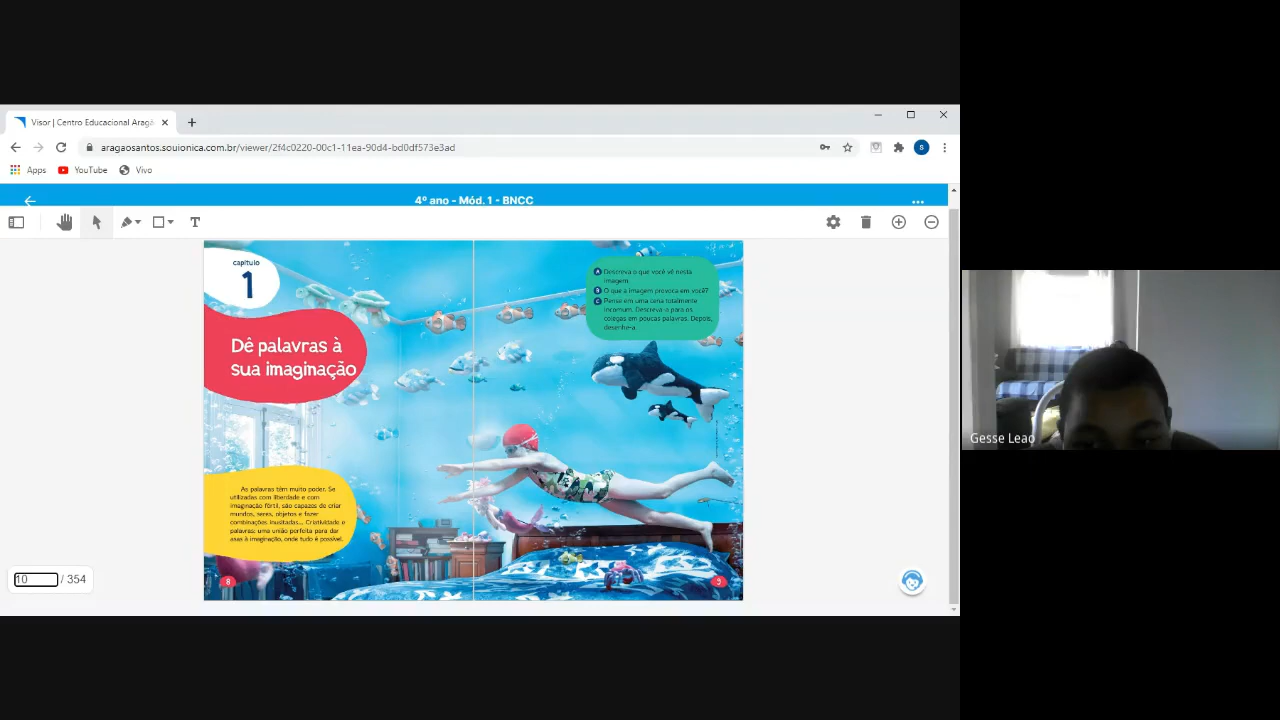 Visor | Centro Educacional Arag
aragaosantos.souionica.com.br/viewer/2f4c0220-00c1-11ea-90d4-bd0df573e3ad
S
Apps
YouTube
Vivo
4º ano - Mód. 1 - BNCC
T
capítulo
1
Dê palavras à
sua imaginação
A Descreva o que você vê nesta
imagem.
B O que a imagem provoca em você?
C Pense em uma cena totalmente
incomum. Descreva-a para os
colegas em poucas palavras. Depois,
desenhe-a.
As palavras têm muito poder. Se
utilizadas com liberdade e com
imaginação fértil, são capazes de criar
mundos, seres, objetos e fazer
combinações inusitadas... Criatividade e
palavras: uma união perfeita para dar
asas à imaginação, onde tudo é possível.
8
9
10 / 354
Gesse Leao